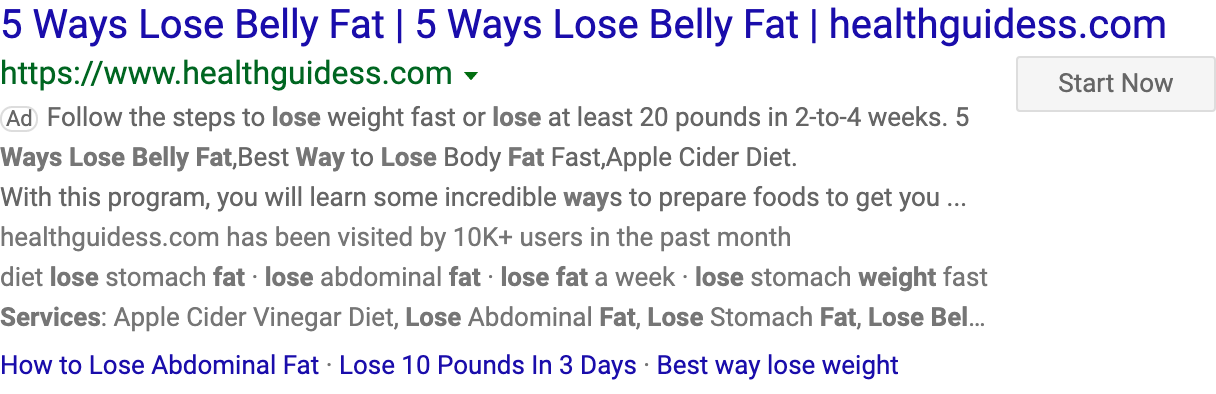 5 Ways Lose Belly Fat | 5 Ways Lose Belly Fat | healthguidess.com
https://www.healthguidess.com
Start Now
Ad Follow the steps to lose weight fast or lose at least 20 pounds in 2-to-4 weeks. 5
Ways Lose Belly Fat,Best Way to Lose Body Fat Fast,Apple Cider Diet.
With this program, you will learn some incredible ways to prepare foods to get you ...
healthguidess.com has been visited by 10K+ users in the past month
diet lose stomach fat · lose abdominal fat · lose fat a week · lose stomach weight fast
Services: Apple Cider Vinegar Diet, Lose Abdominal Fat, Lose Stomach Fat, Lose Bel...
How to Lose Abdominal Fat · Lose 10 Pounds In 3 Days · Best way lose weight